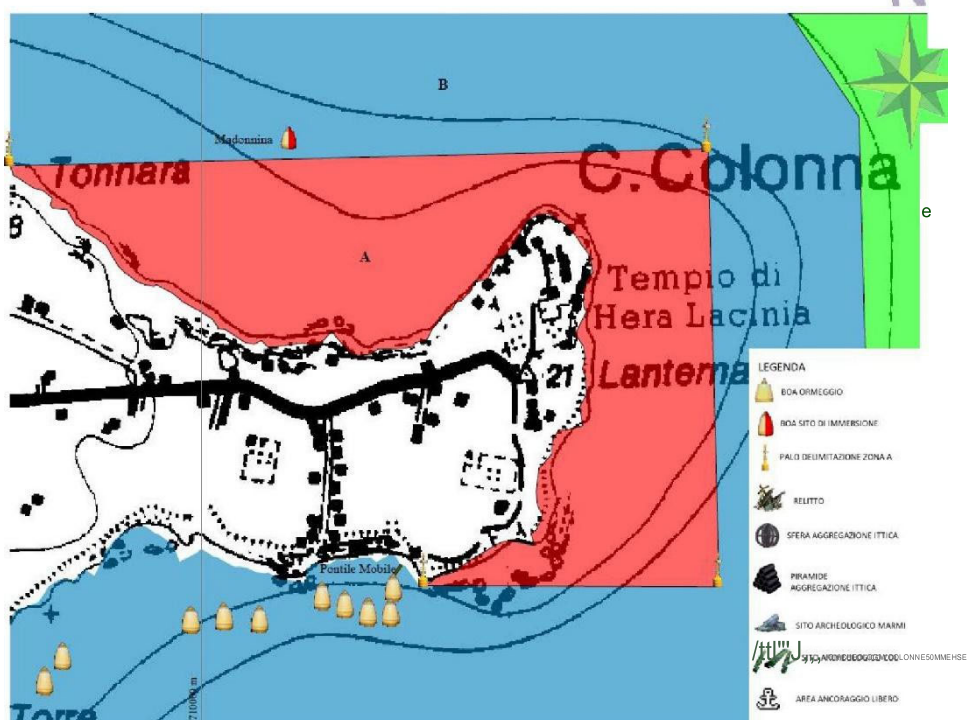 B
Madonnina
Tonnara
C. Colonna
e
8
A
Tempio di
Hera Lacinia
Lanterna
21
LEGENDA
BOA ORMEGGIO
BOA SITO DI IMMERSIONE
PALO DELIMITAZIONE ZONA A
RELITTO
SFERA AGGREGAZIONE ITTICA
Pontile Mobile
PIRAMIDE
AGGREGAZIONE ITTICA
SITO ARCHEOLOGICO MARMI
AREA ANCORAGGIO LIBERO
Torre